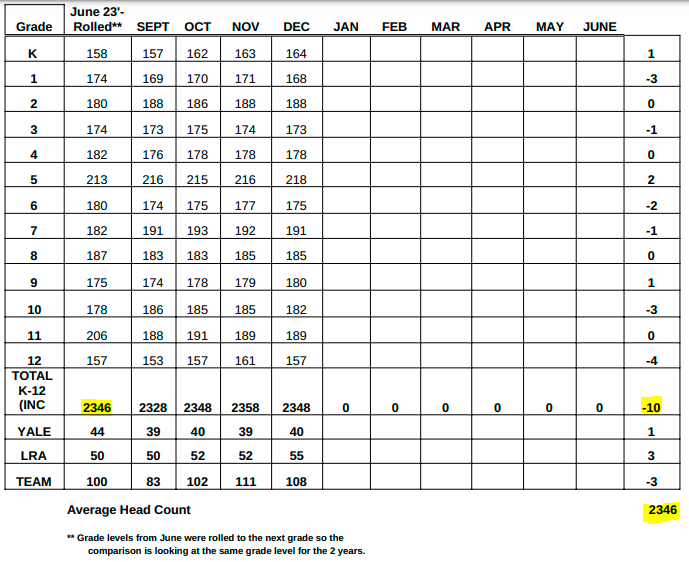 June 23'-
Grade Rolled** SEPT OCT NOV DEC JAN FEB MAR APR MAY JUNE
K 158 157 162 163 164 1
1 174 169 170 171 168 -3
2 180 188 186 188 188 0
3 174 173 175 174 173 -1
4 182 176 178 178 178 0
5 213 216 215 216 218 2
6 180 174 175 177 175 -2
7 182 191 193 192 191 -1
8 187 183 183 185 185 0
9 175 174 178 179 180 1
10 178 186 185 185 182 -3
11 206 188 191 189 189 0
12 157 153 157 161 157 -4
TOTAL
K-12
(INC 2346 2328 2348 2358 2348 0 0 0 0 0 0 -10
YALE 44 39 40 39 40 1
LRA 50 50 52 52 55 3
TEAM 100 83 102 111 108 -3
Average Head Count 2346
** Grade levels from June were rolled to the next grade so the
comparison is looking at the same grade level for the 2 years.